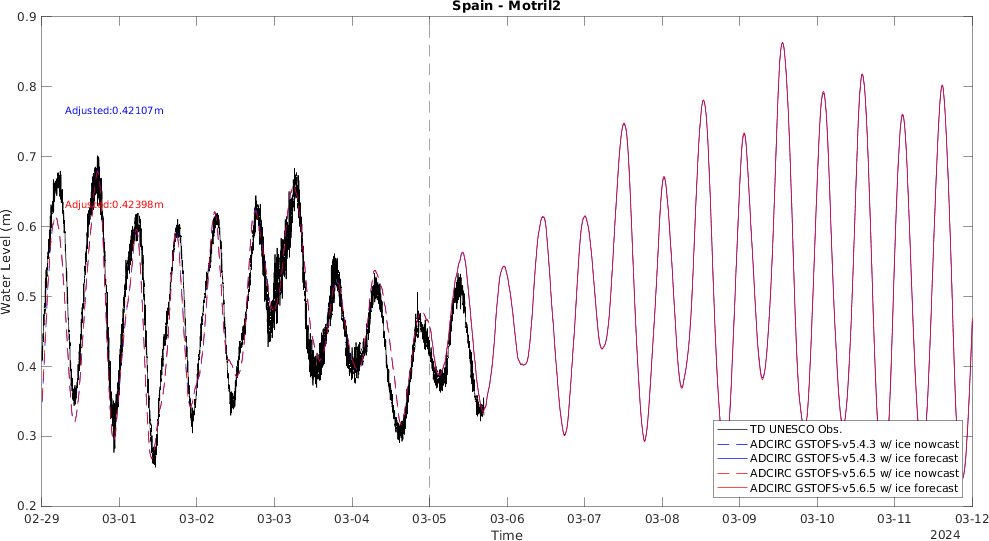 Spain - Motril2
0.9
0.8
0.7
0.6
0.5
0.4
0.3
0.2
Water Level (m)
Adjusted:0.42107m
Adjusted:0.42398m
TD UNESCO Obs.
ADCIRC GSTOFS-v5.4.3 w/ ice nowcast
ADCIRC GSTOFS-v5.4.3 w/ ice forecast
ADCIRC GSTOFS-v5.6.5 w/ ice nowcast
ADCIRC GSTOFS-v5.6.5 w/ ice forecast
02-29 03-01 03-02 03-03 03-04 03-05 03-06 03-07 03-08 03-09 03-10 03-11 03-12
Time
2024